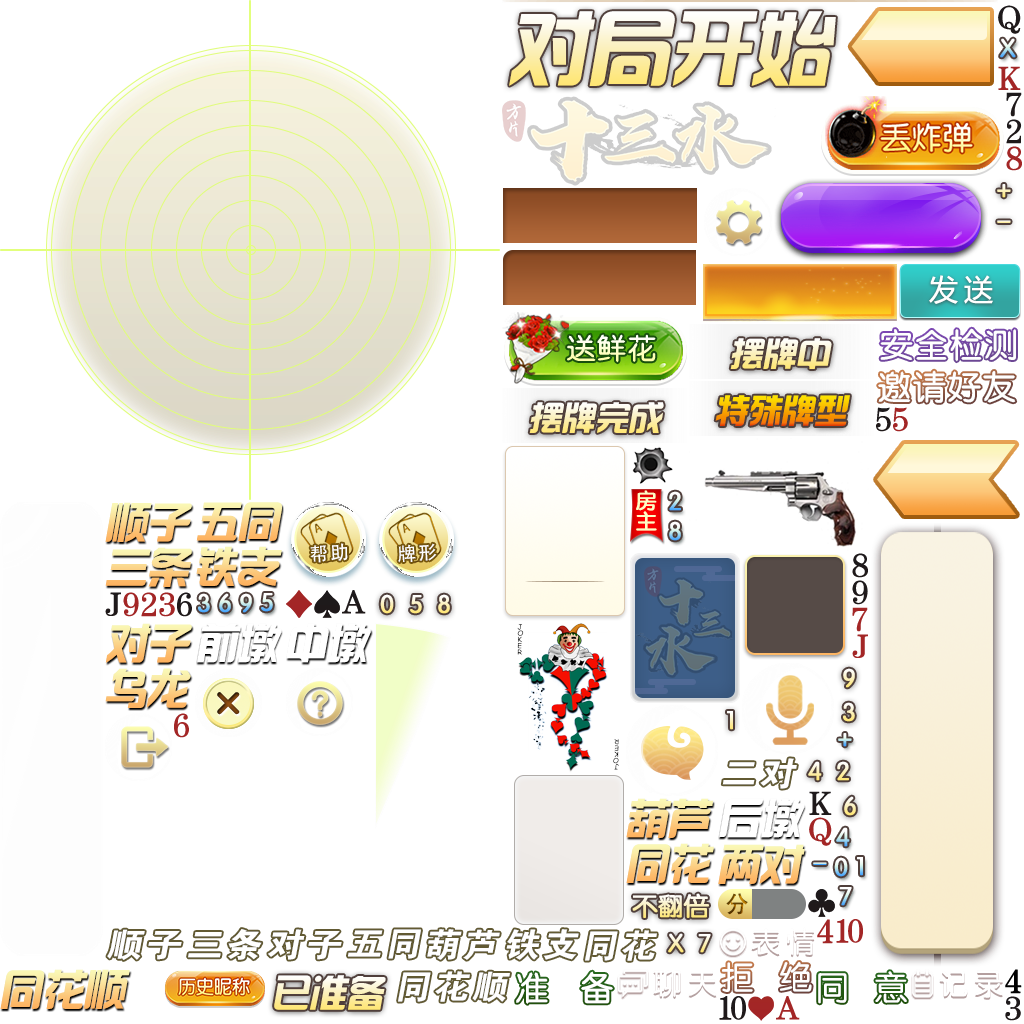 对局开始
Q
X
K
7
2
8
方片
十三水
丢炸弹
+
−
发送
送鲜花
摆牌中
安全检测
邀请好友
摆牌完成
特殊牌型
55
房主
2
8
顺子 五同
帮助
牌形
三条 铁支
J9236
3695
A
0 5 8
JOKER
方片
十三水
8
9
7
J
对子 前墩 中墩
乌龙
×
?
6
1
9
3
+
二对
4 2
JOKER
葫芦 后墩
K
Q
6
4
同花 两对
-01
不翻倍
分
7
410
顺子三条对子五同葫芦铁支同花
X 7
表情
同花顺
历史昵称
已准备
同花顺
准 备
聊天
拒 绝
同 意
记录
4
3
10
A